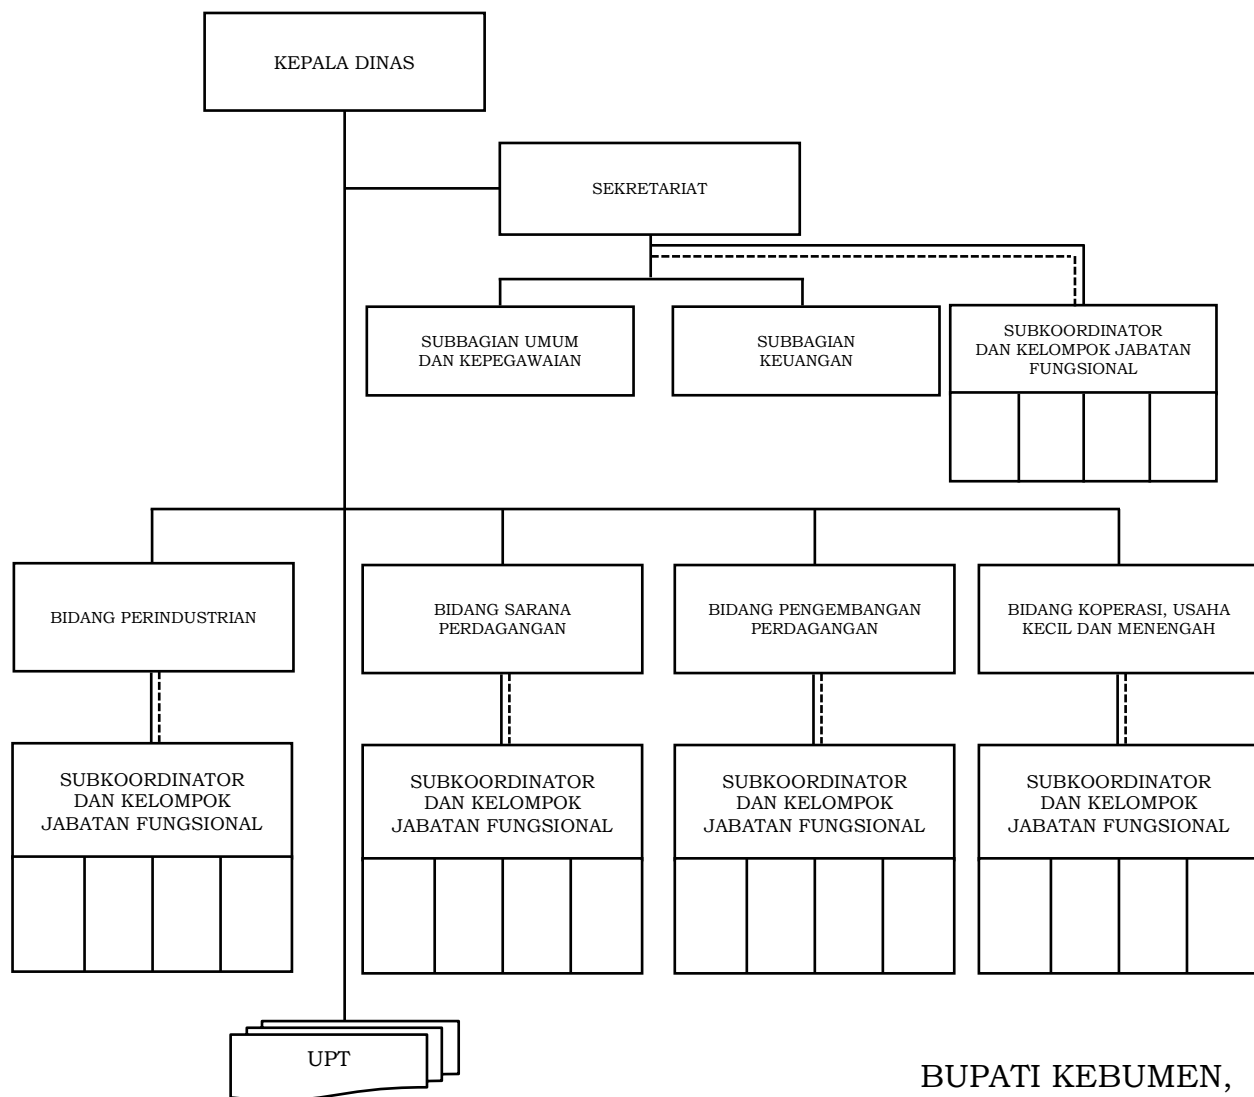 KEPALA DINAS
SEKRETARIAT
SUBBAGIAN UMUM
DAN KEPEGAWAIAN
SUBBAGIAN
KEUANGAN
SUBKOORDINATOR
DAN KELOMPOK JABATAN
FUNGSIONAL
BIDANG PERINDUSTRIAN
BIDANG SARANA
PERDAGANGAN
BIDANG PENGEMBANGAN
PERDAGANGAN
BIDANG KOPERASI, USAHA
KECIL DAN MENENGAH
SUBKOORDINATOR
DAN KELOMPOK
JABATAN FUNGSIONAL
SUBKOORDINATOR
DAN KELOMPOK
JABATAN FUNGSIONAL
SUBKOORDINATOR
DAN KELOMPOK
JABATAN FUNGSIONAL
SUBKOORDINATOR
DAN KELOMPOK
JABATAN FUNGSIONAL
UPT
BUPATI KEBUMEN,